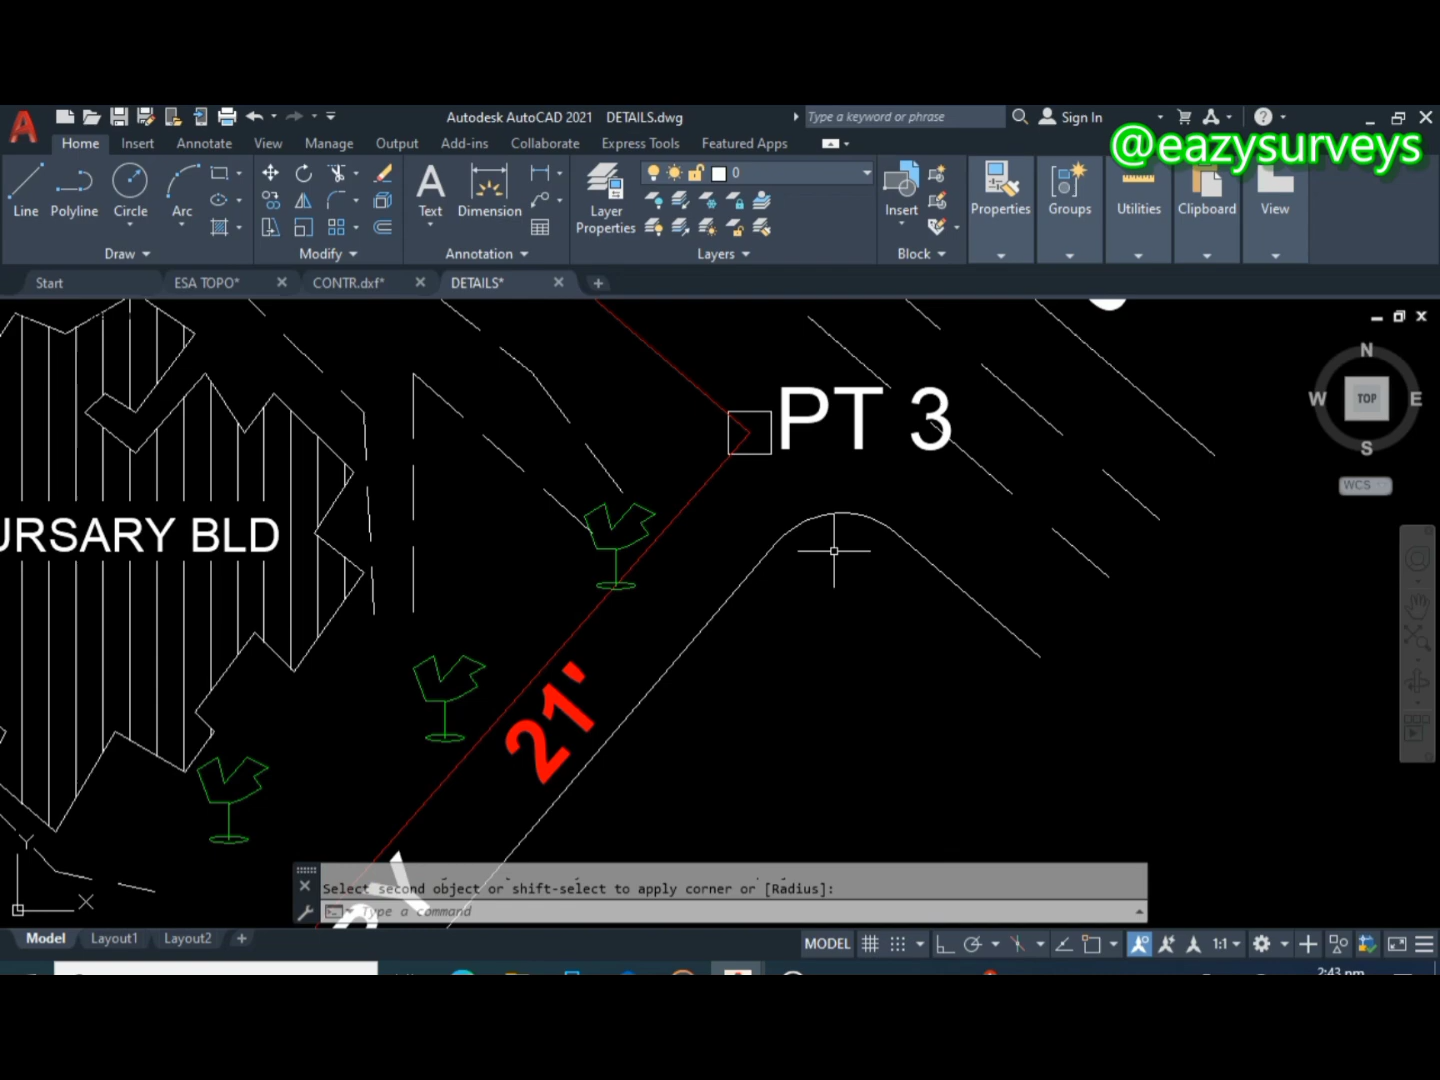 Autodesk AutoCAD 2021 DETAILS.dwg
Type a keyword or phrase
Sign In
@eazysurveys
Home Insert Annotate View Manage Output Add-ins Collaborate Express Tools Featured Apps
0
Line Polyline Circle Arc
Text Dimension
Layer Properties
Insert
Properties Groups Utilities Clipboard View
Draw Modify Annotation Layers Block
Start ESA TOPO* CONTR.dxf* DETAILS*
N
W TOP E
S
WCS
PT 3
URSARY BLD
21'
Y
Y
X
Select second object or shift-select to apply corner or [Radius]:
Type a command
Model Layout1 Layout2
MODEL 1:1
2:43 pm